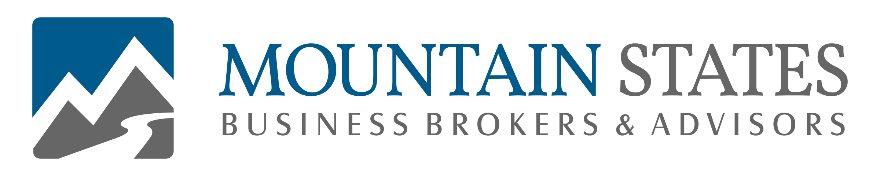 MOUNTAIN STATES
BUSINESS BROKERS & ADVISORS